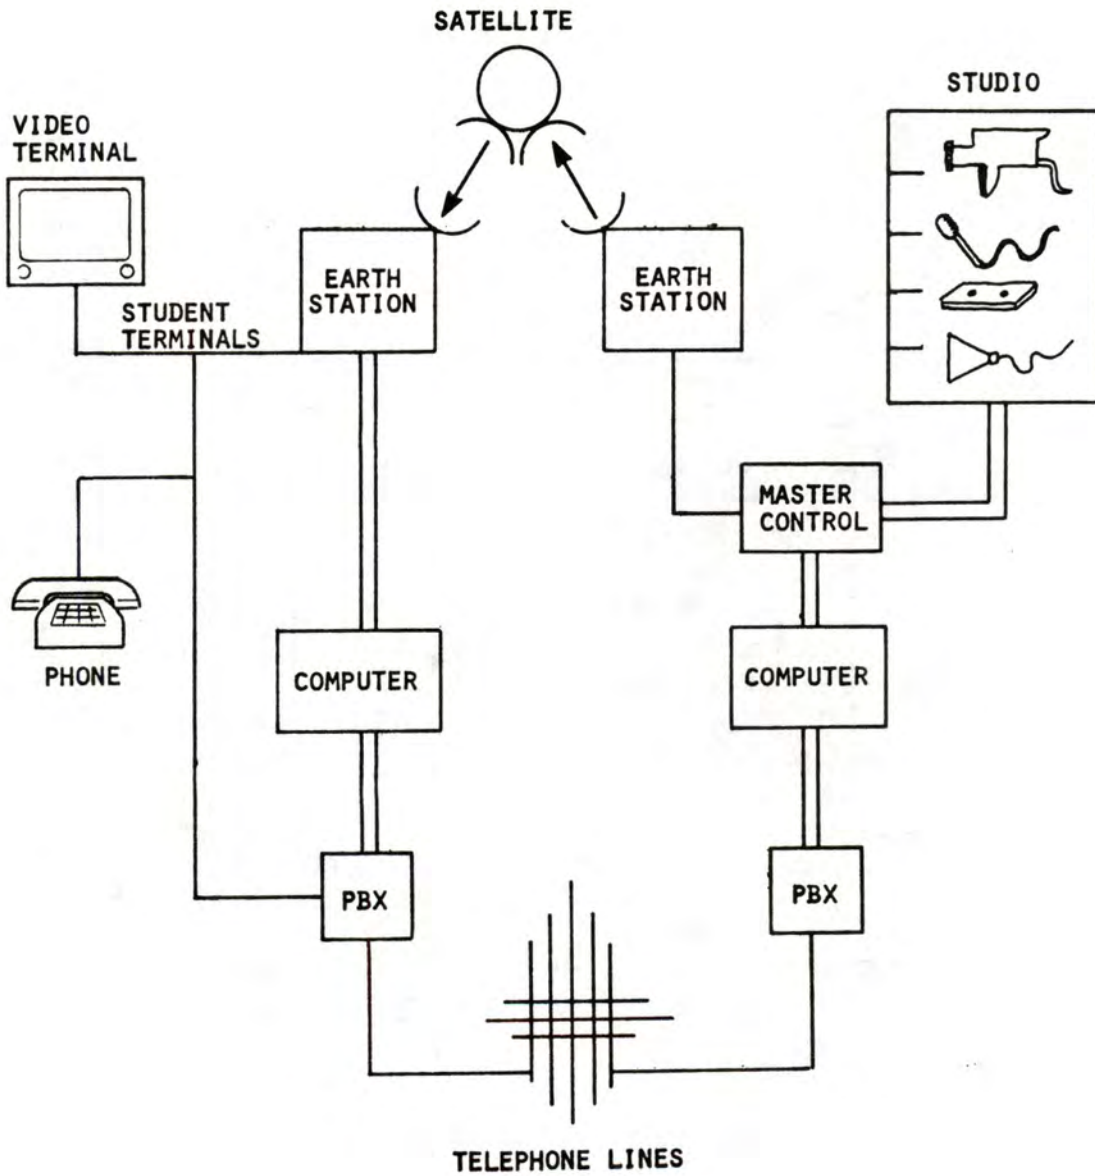 SATELLITE
STUDIO
VIDEO
TERMINAL
EARTH
STATION
EARTH
STATION
STUDENT
TERMINALS
MASTER
CONTROL
PHONE
COMPUTER
COMPUTER
PBX
PBX
TELEPHONE LINES